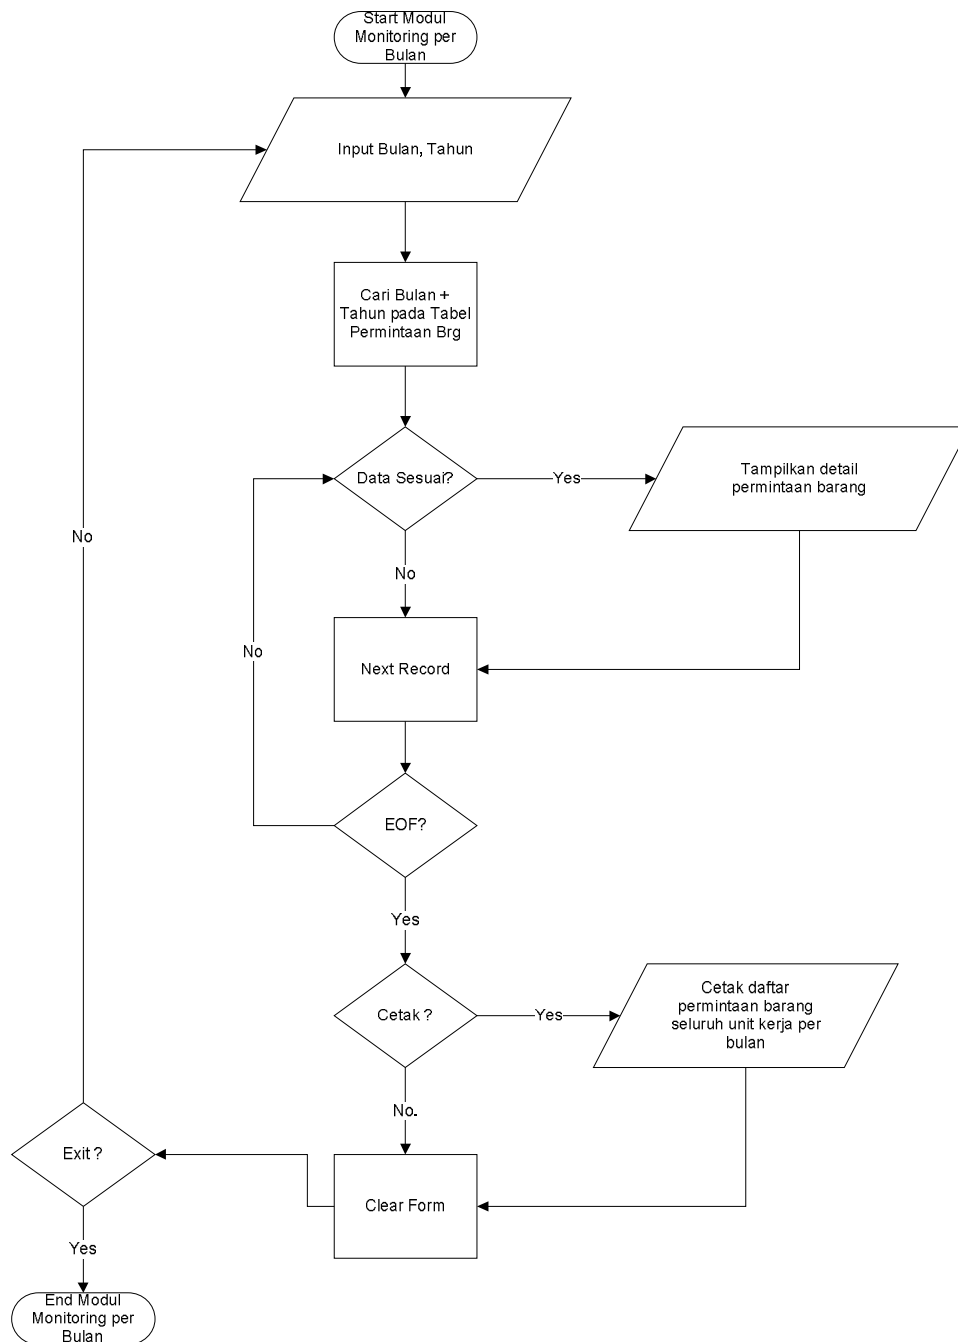 Start Modul
Monitoring per
Bulan
Input Bulan, Tahun
Cari Bulan +
Tahun pada Tabel
Permintaan Brg
Data Sesuai?
Yes
Tampilkan detail
permintaan barang
No
No
No
Next Record
EOF?
Yes
Cetak ?
Yes
Cetak daftar
permintaan barang
seluruh unit kerja per
bulan
No.
Exit ?
Clear Form
Yes
End Modul
Monitoring per
Bulan